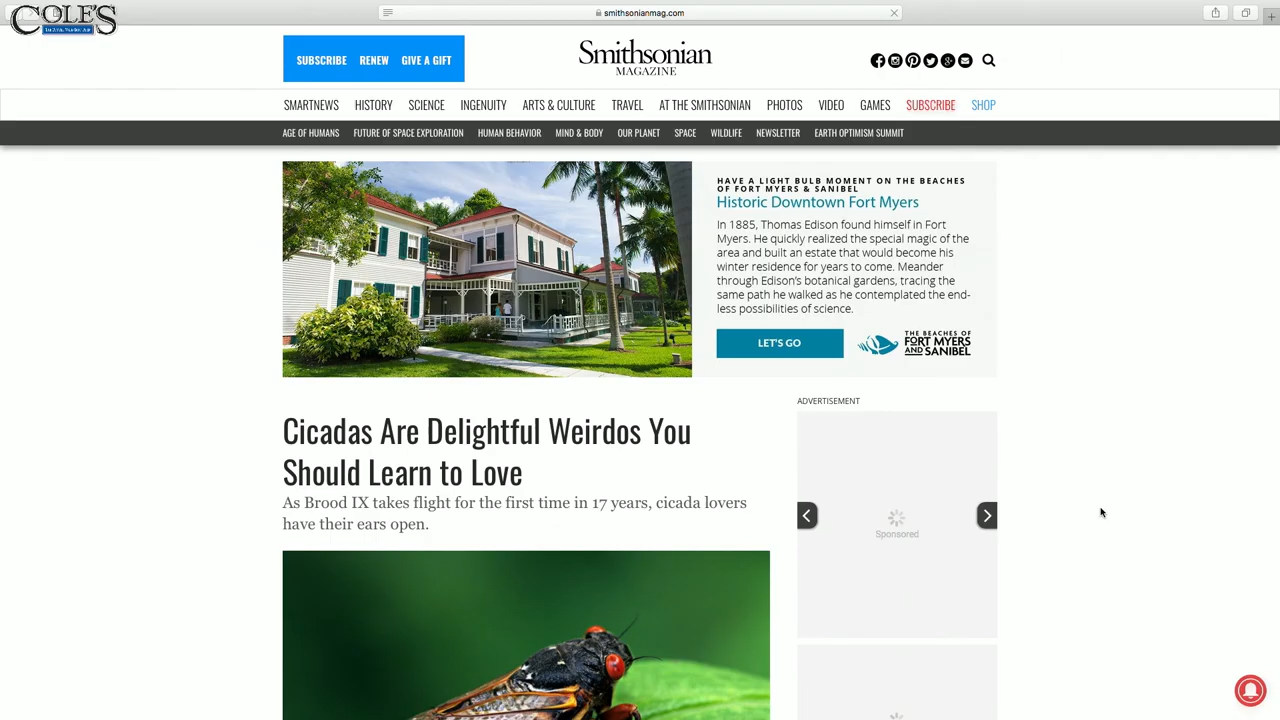 COLE'S
smithsonianmag.com
SUBSCRIBE RENEW GIVE A GIFT
Smithsonian
MAGAZINE
SMARTNEWS HISTORY SCIENCE INGENUITY ARTS & CULTURE TRAVEL AT THE SMITHSONIAN PHOTOS VIDEO GAMES SUBSCRIBE SHOP
AGE OF HUMANS FUTURE OF SPACE EXPLORATION HUMAN BEHAVIOR MIND & BODY OUR PLANET SPACE WILDLIFE NEWSLETTER EARTH OPTIMISM SUMMIT
HAVE A LIGHT BULB MOMENT ON THE BEACHES
OF FORT MYERS & SANIBEL
Historic Downtown Fort Myers
In 1885, Thomas Edison found himself in Fort
Myers. He quickly realized the special magic of the
area and built an estate that would become his
winter residence for years to come. Meander
through Edison's botanical gardens, tracing the
same path he walked as he contemplated the end-
less possibilities of science.
LET'S GO
THE BEACHES OF
FORT MYERS
AND SANIBEL
ADVERTISEMENT
Cicadas Are Delightful Weirdos You
Should Learn to Love
As Brood IX takes flight for the first time in 17 years, cicada lovers
have their ears open.
Sponsored